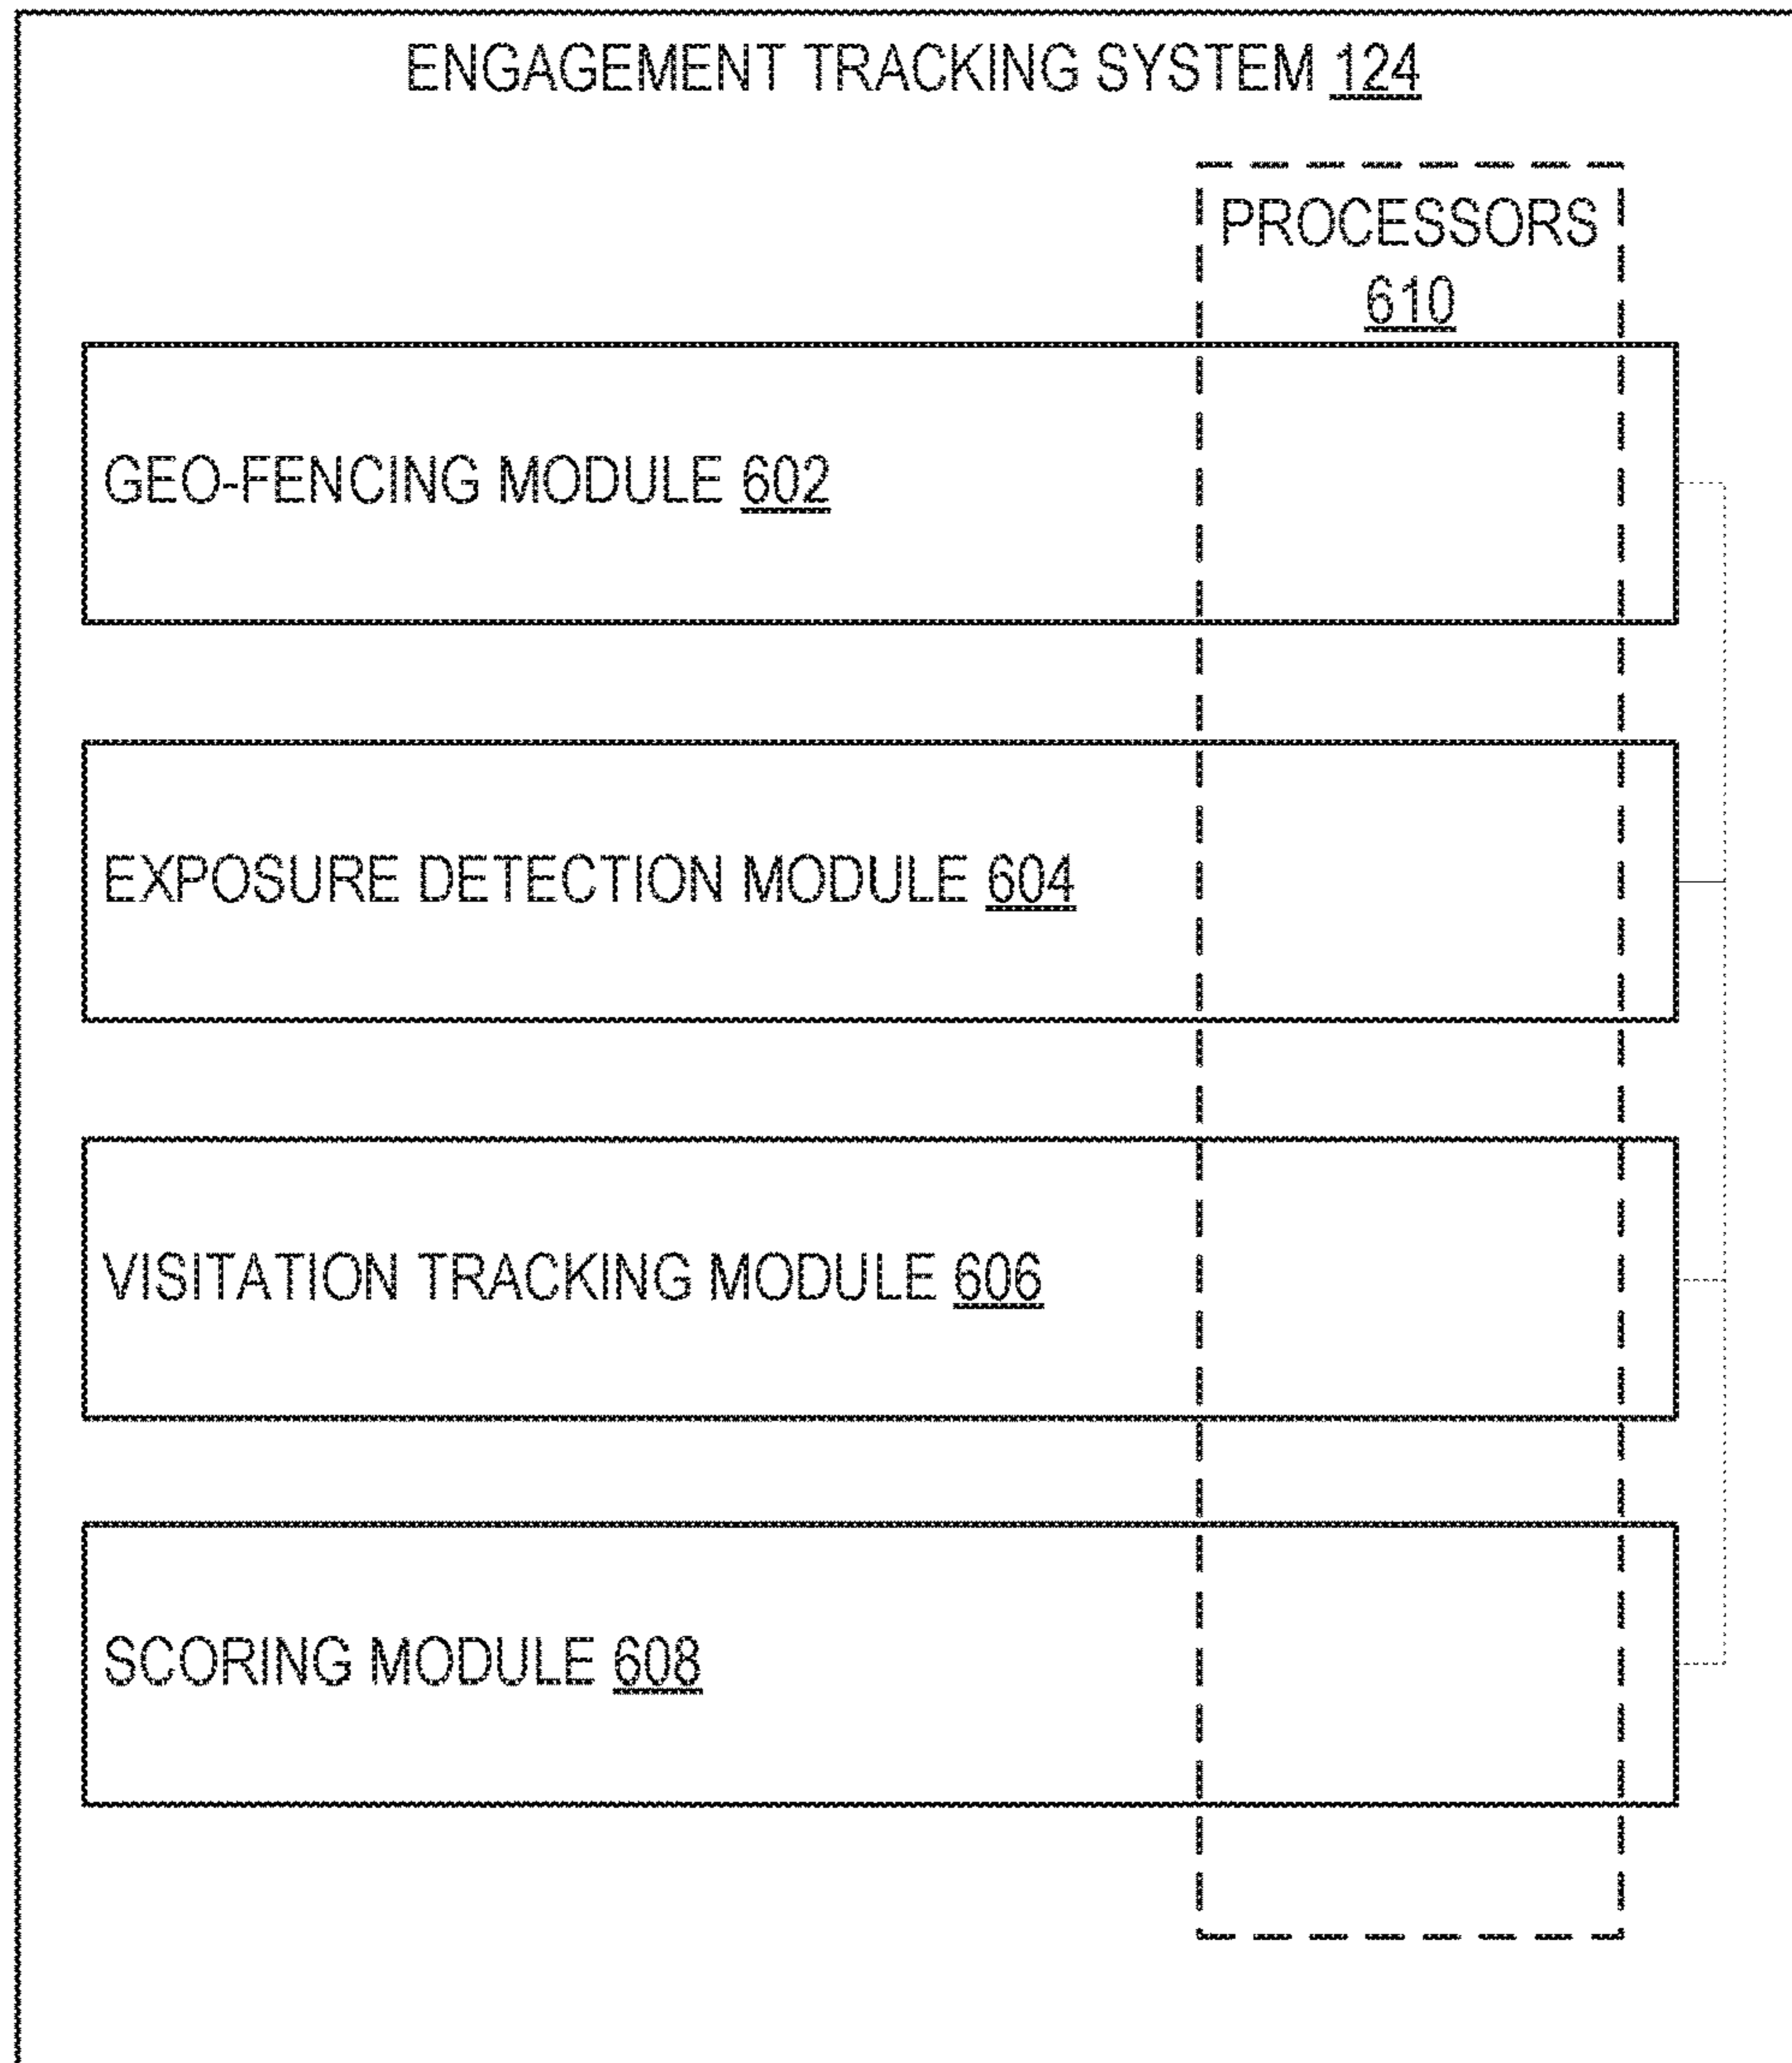 ENGAGEMENT TRACKING SYSTEM 124
PROCESSORS
610
GEO-FENCING MODULE 602
EXPOSURE DETECTION MODULE 604
VISITATION TRACKING MODULE 606
SCORING MODULE 608